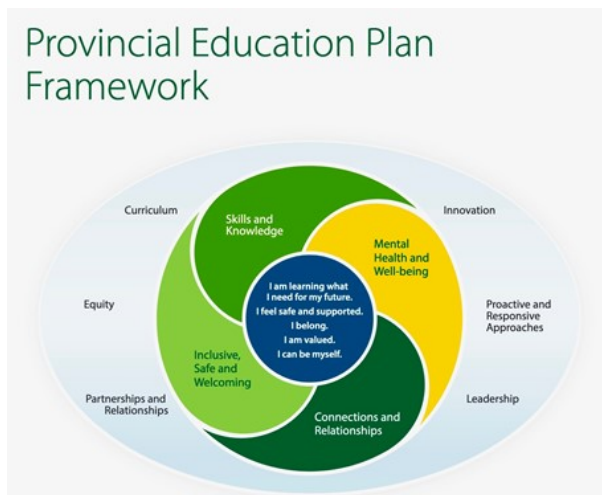 Provincial Education Plan
Framework
Curriculum
Innovation
Skills and
Knowledge
Mental
Health and
Well-being
I am learning what
I need for my future.
I feel safe and supported.
I belong.
I am valued.
I can be myself.
Equity
Proactive and
Responsive
Approaches
Inclusive,
Safe and
Welcoming
Partnerships and
Relationships
Connections and
Relationships
Leadership